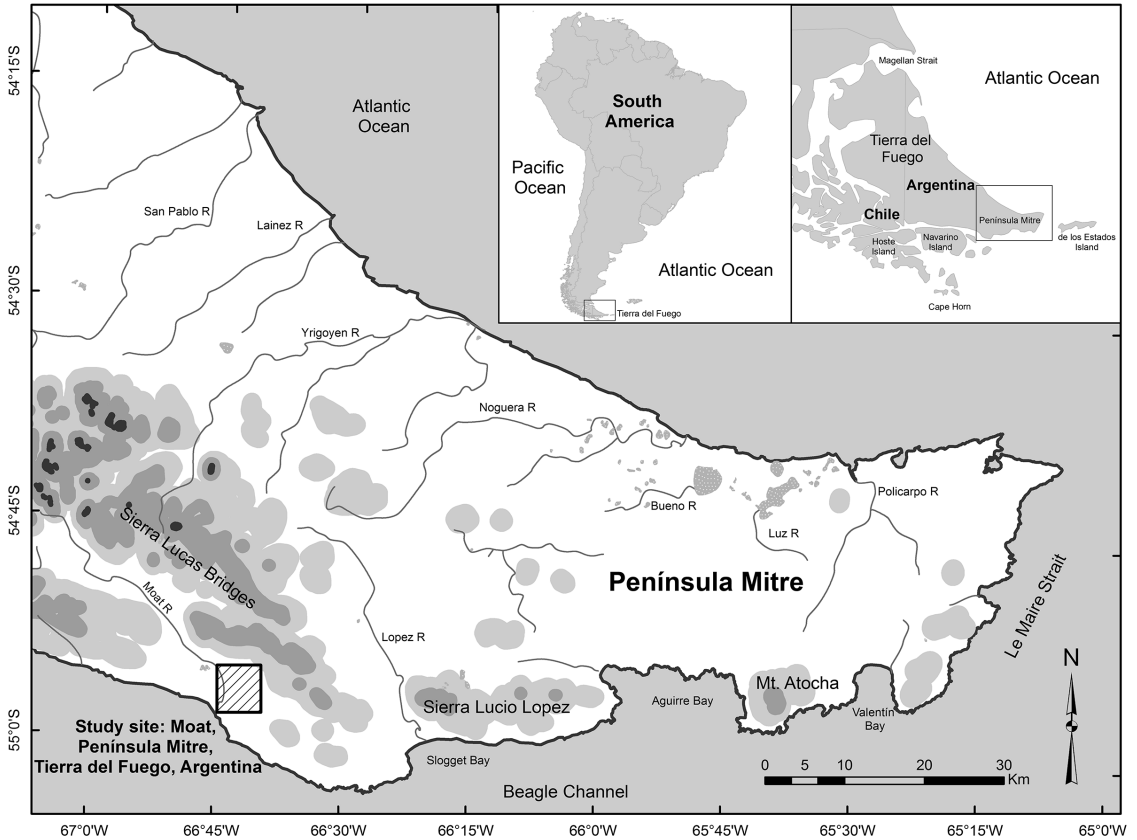 54°15'S
54°30'S
54°45'S
55°0'S
Atlantic
Ocean
South
America
Pacific
Ocean
Atlantic Ocean
Tierra del Fuego
Magellan Strait
Atlantic Ocean
Tierra del
Fuego
Argentina
Chile
Península Mitre
Hoste
Island
Navarino
Island
de los Estados
Island
Cape Horn
San Pablo R
Lainez R
Yrigoyen R
Noguera R
Bueno R
Luz R
Policarpo R
Sierra Lucas Bridges
Moat R
Península Mitre
Le Maire Strait
Lopez R
Sierra Lucio Lopez
Aguirre Bay
Mt. Atocha
Valentín
Bay
N
Study site: Moat,
Península Mitre,
Tierra del Fuego, Argentina
Slogget Bay
Beagle Channel
0 5 10 20 30
Km
67°0'W 66°45'W 66°30'W 66°15'W 66°0'W 65°45'W 65°30'W 65°15'W 65°0'W